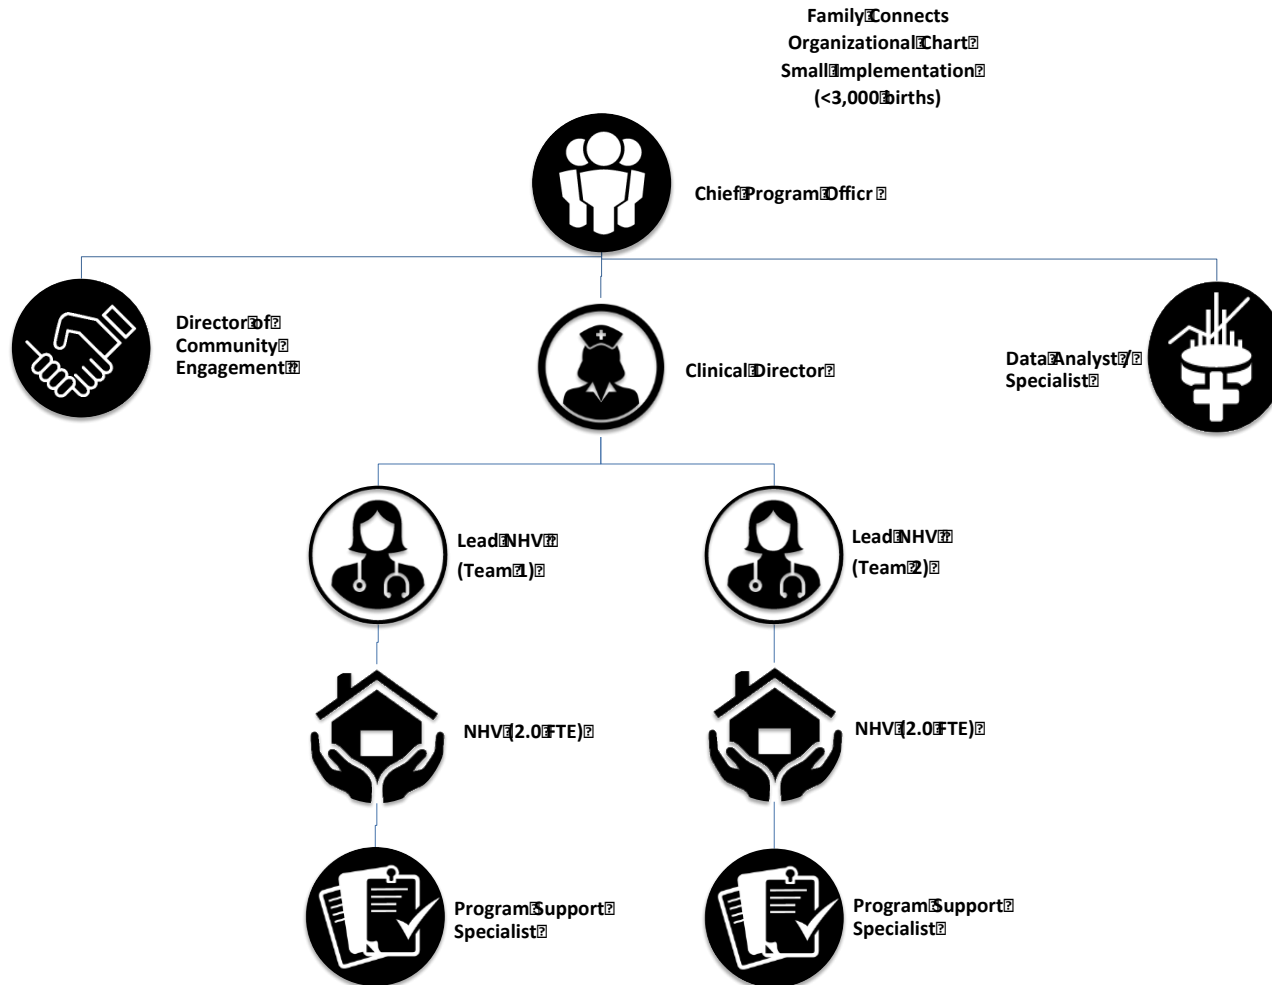 Family Connects
Organizational Chart
Small Implementation
(<3,000 births)
Chief Program Officr
Director of
Community
Engagement
Clinical Director
Data Analyst /
Specialist
Lead NHV
(Team 1)
Lead NHV
(Team 2)
NHV (2.0 FTE)
NHV (2.0 FTE)
Program Support
Specialist
Program Support
Specialist